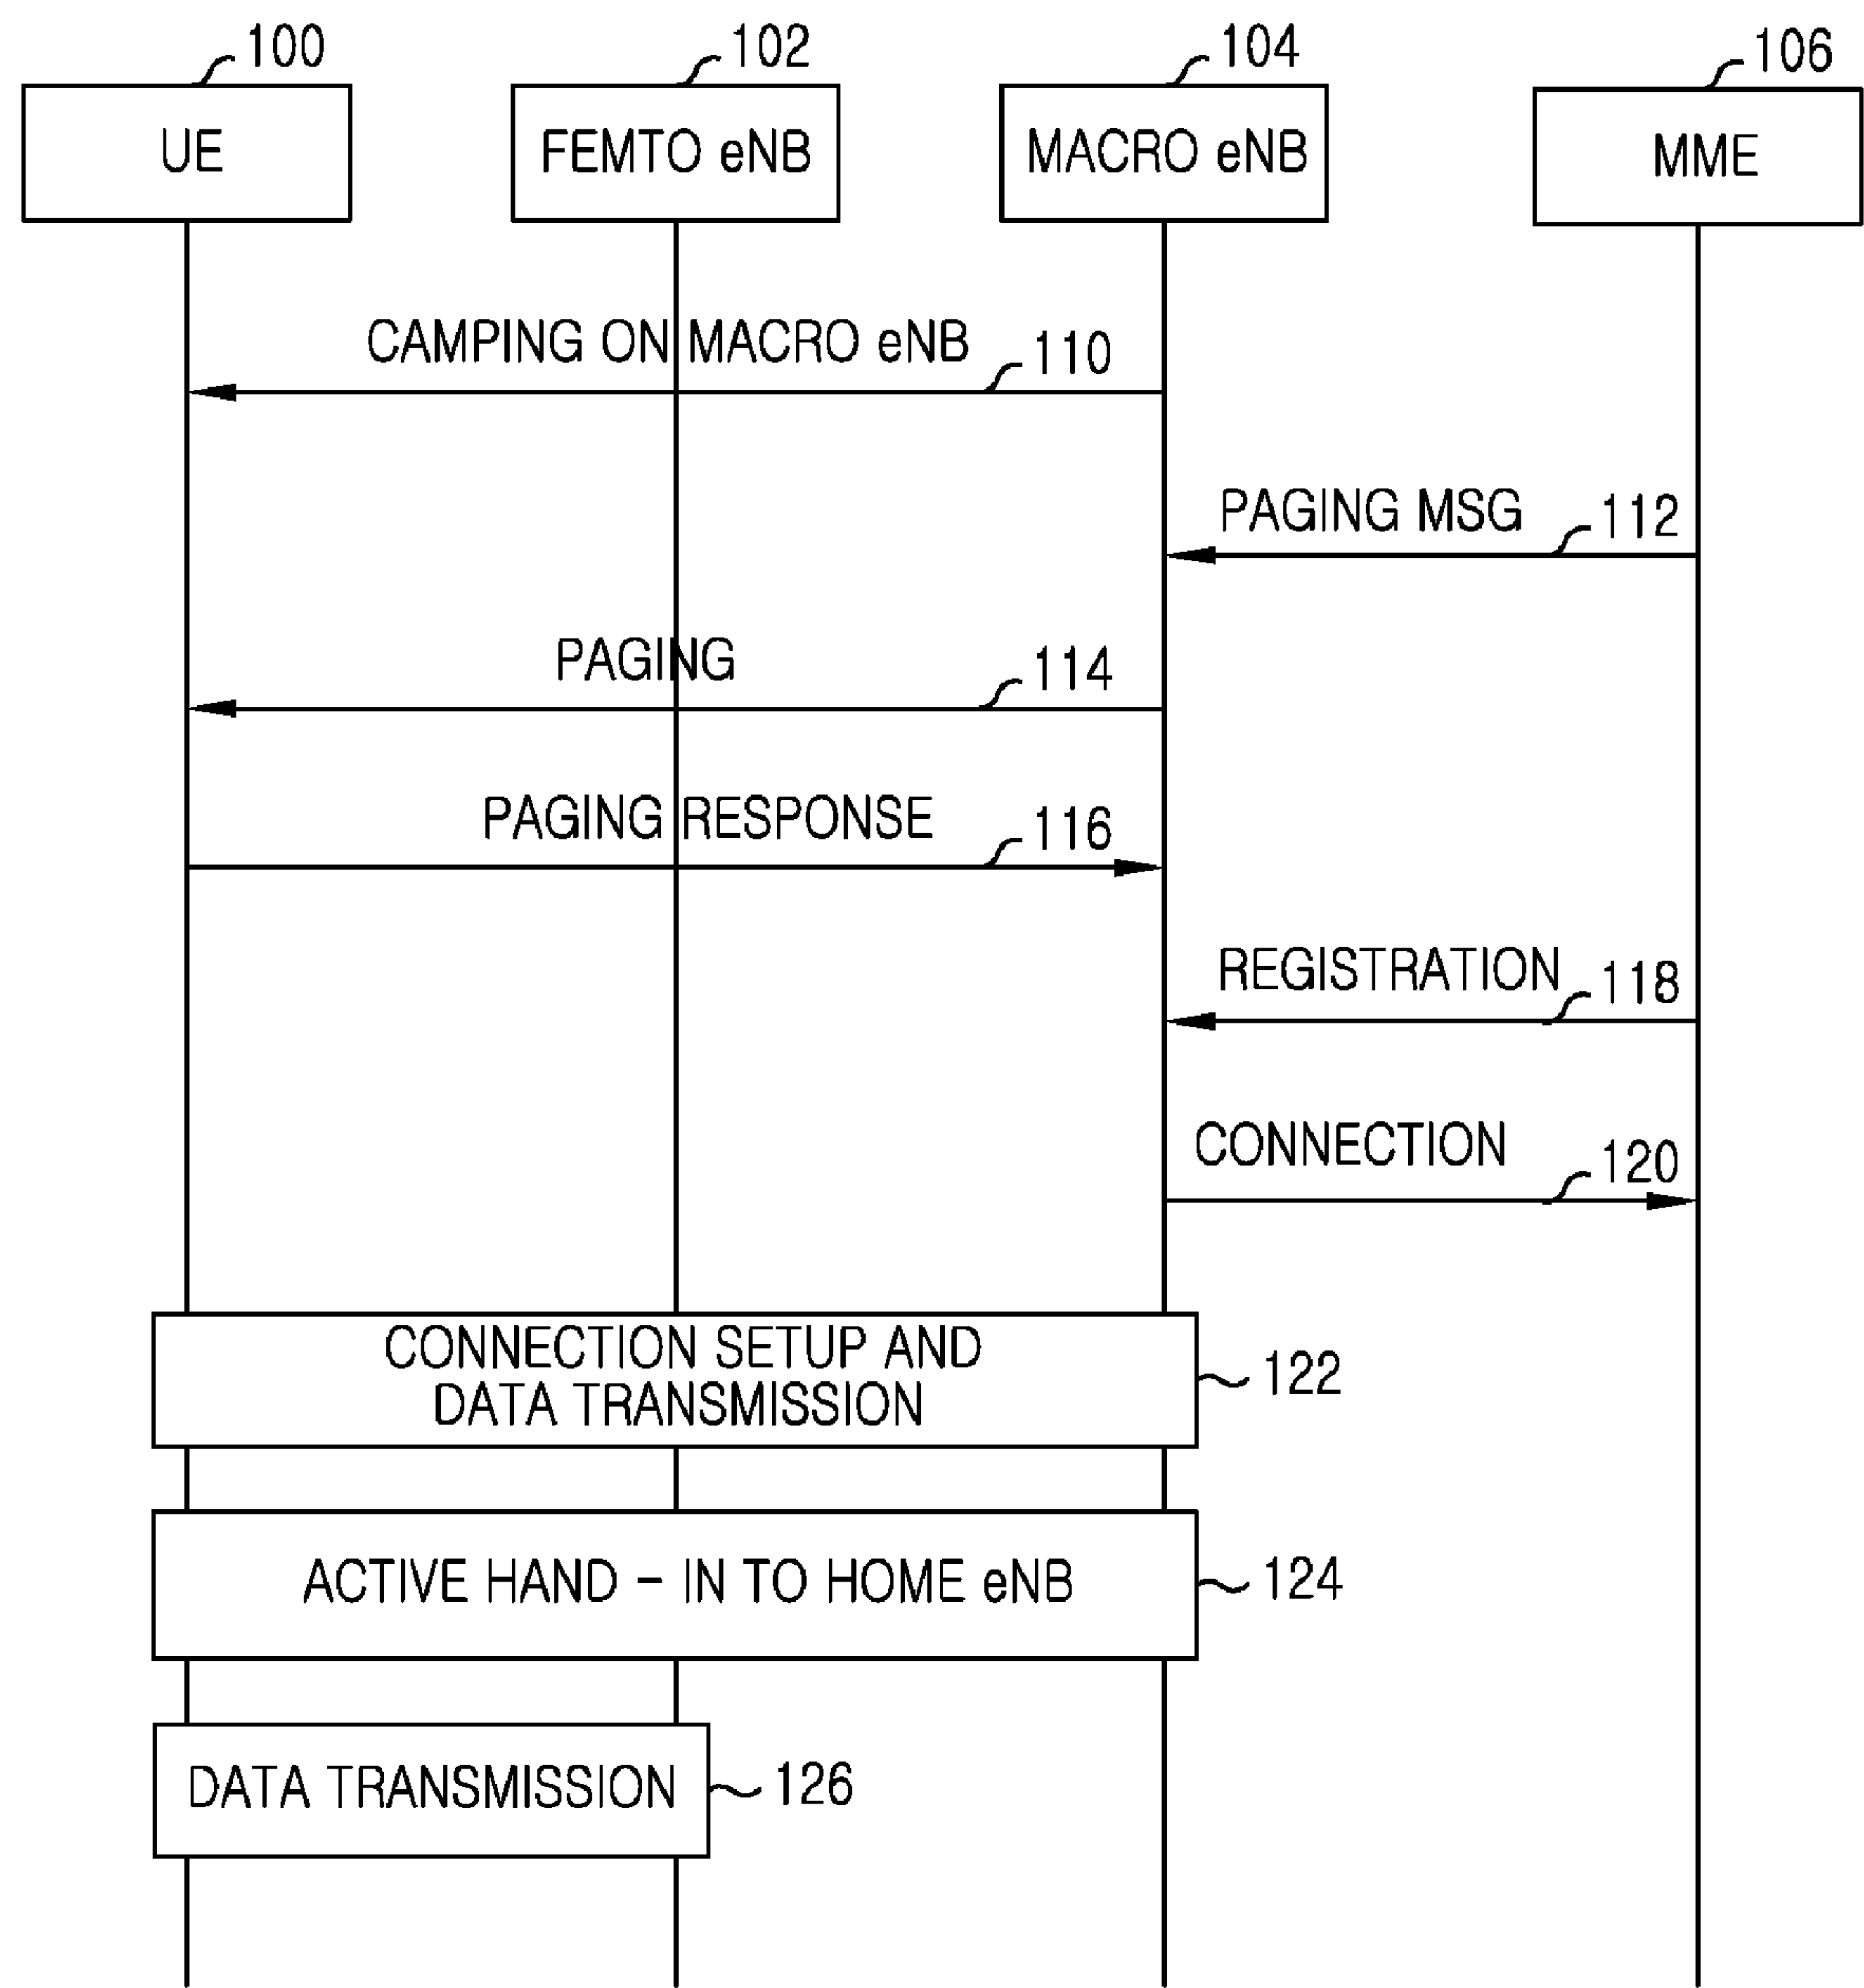 100
102
104
106
UE
FEMTO eNB
MACRO eNB
MME
CAMPING ON MACRO eNB
110
PAGING MSG
112
PAGING
114
PAGING RESPONSE
116
REGISTRATION
118
CONNECTION
120
CONNECTION SETUP AND
DATA TRANSMISSION
122
ACTIVE HAND - IN TO HOME eNB
124
DATA TRANSMISSION
126